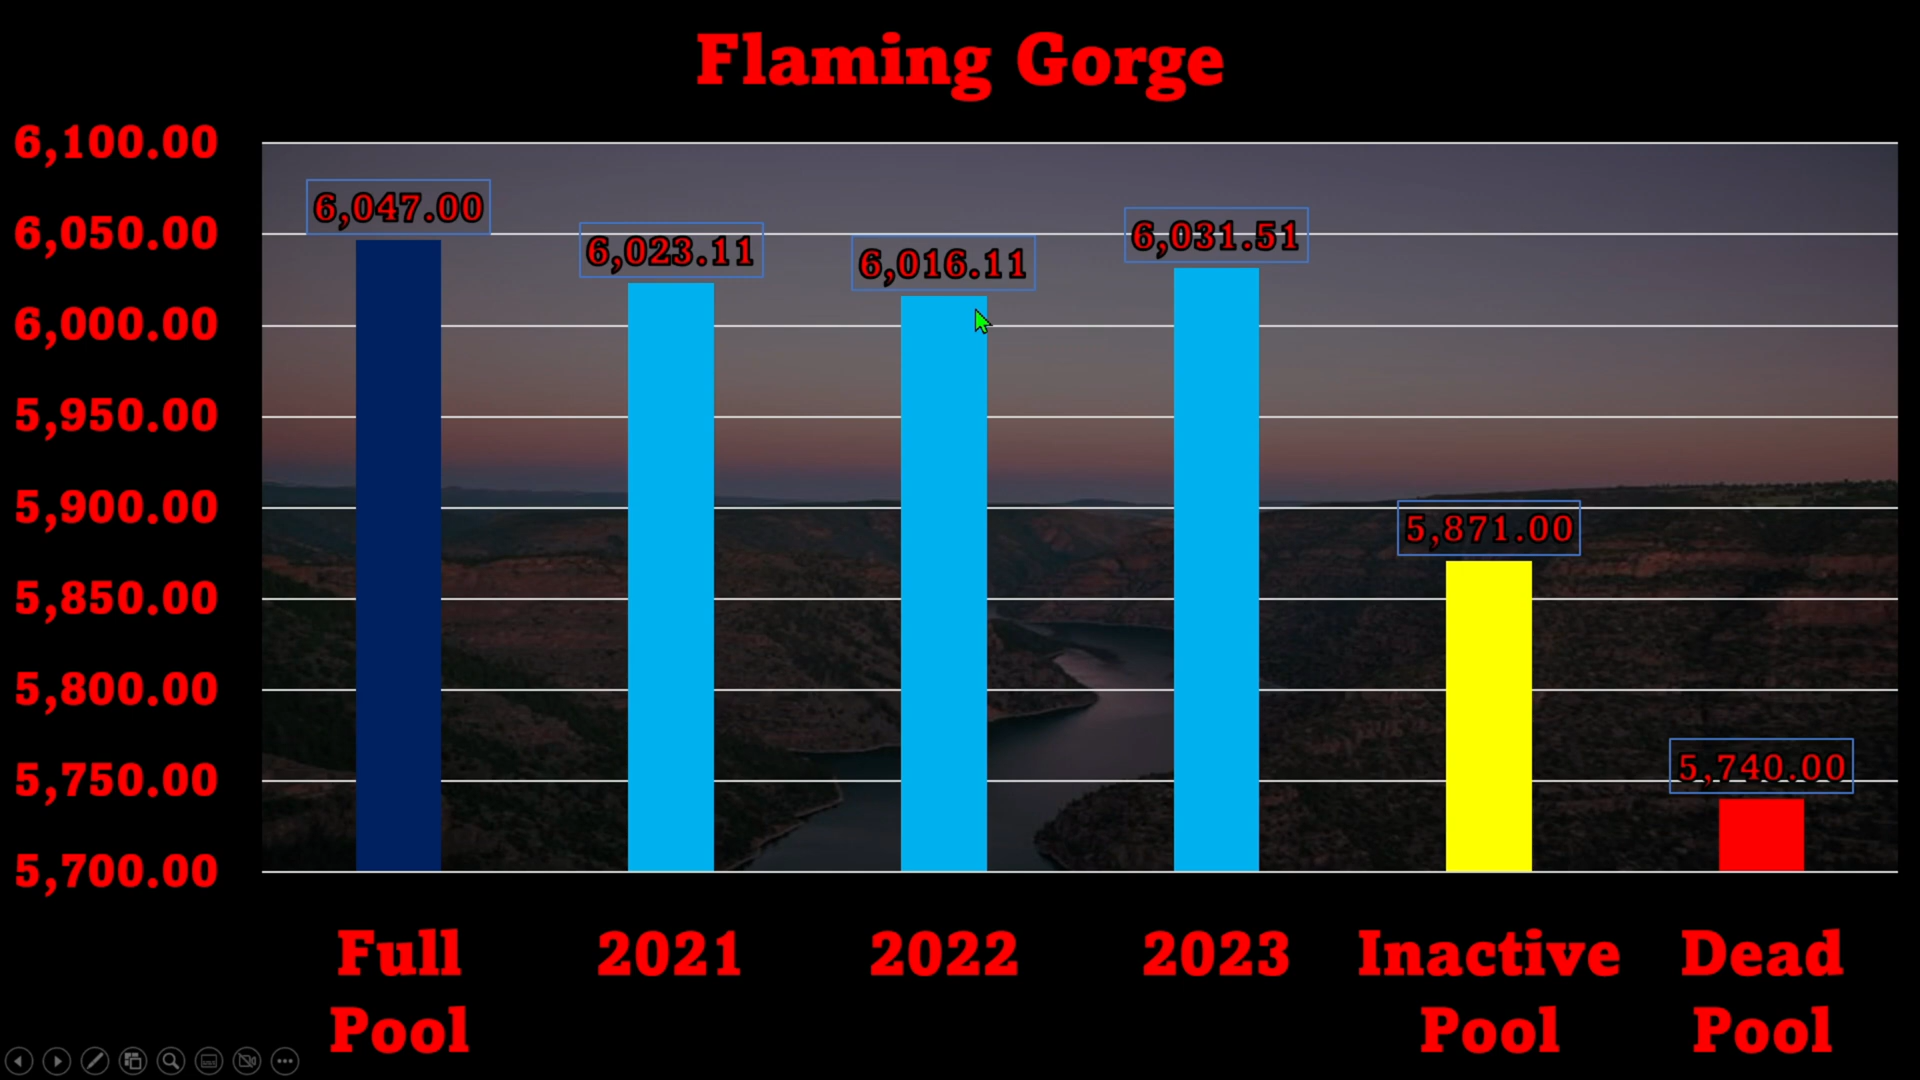 Flaming Gorge
6,100.00
6,050.00
6,000.00
5,950.00
5,900.00
5,850.00
5,800.00
5,750.00
5,700.00
6,047.00
6,023.11
6,016.11
6,031.51
5,871.00
5,740.00
Full
Pool
2021
2022
2023
Inactive
Pool
Dead
Pool